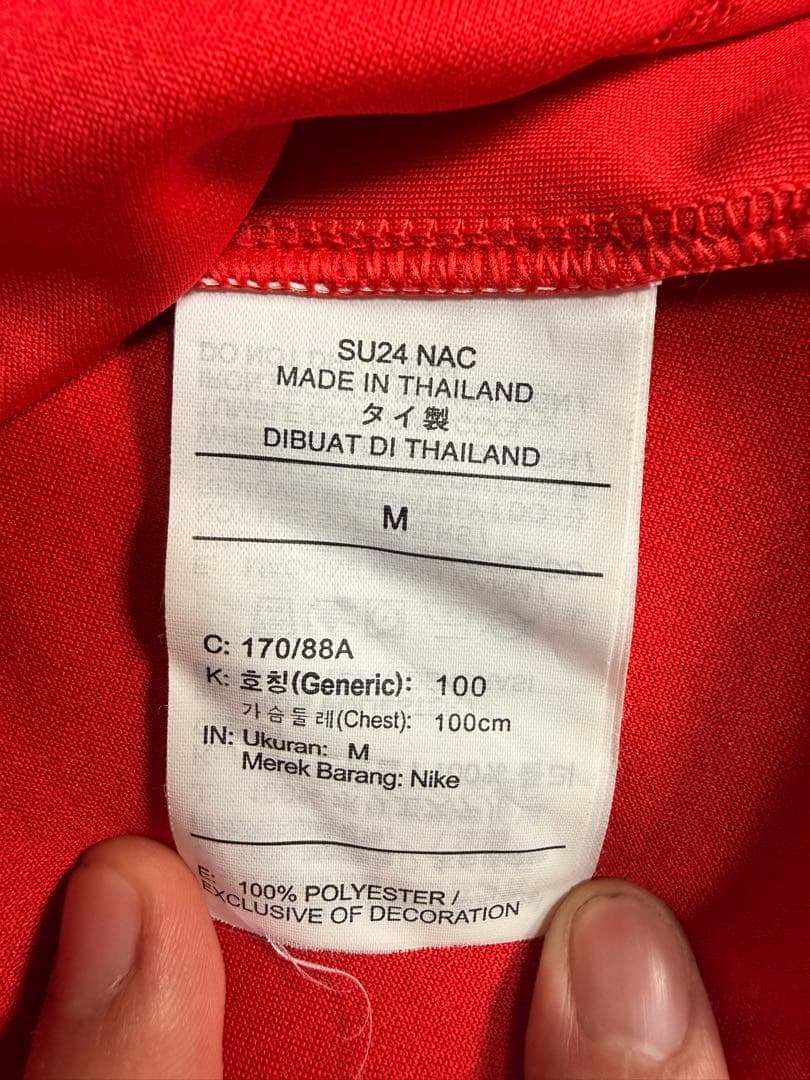 SU24 NAC
MADE IN THAILAND
タイ製
DIBUAT DI THAILAND
M
C: 170/88A
K: 호칭(Generic): 100
가슴둘레(Chest): 100cm
IN: Ukuran: M
Merek Barang: Nike
E: 100% POLYESTER /
EXCLUSIVE OF DECORATION